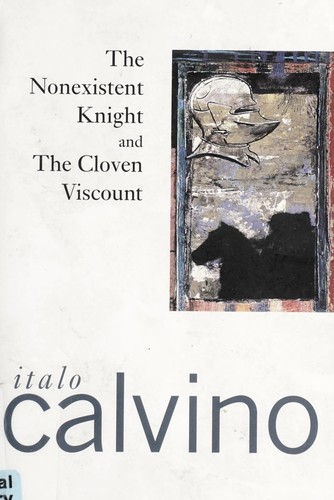 The
Nonexistent
Knight
and
The Cloven
Viscount
italo
calvino